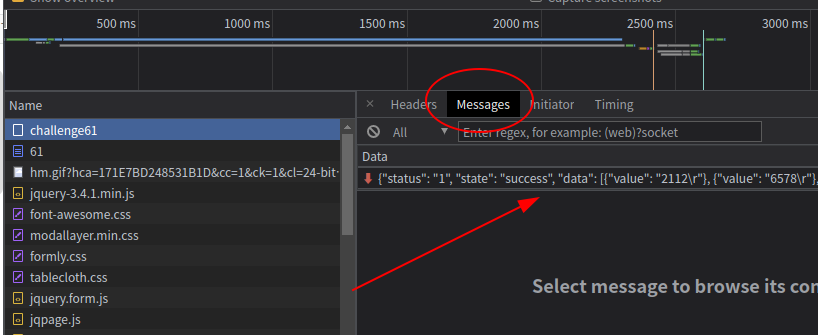 Show overview Capture screenshots
500 ms 1000 ms 1500 ms 2000 ms 2500 ms 3000 ms
Name
challenge61
61
hm.gif?hca=171E7BD248531B1D&cc=1&ck=1&cl=24-bit
jquery-3.4.1.min.js
font-awesome.css
modallayer.min.css
formly.css
tablecloth.css
jquery.form.js
jqpage.js
× Headers Messages Initiator Timing
All ▼ Enter regex, for example: (web)?socket
Data
{"status": "1", "state": "success", "data": [{"value": "2112\r"}, {"value": "6578\r"},
Select message to browse its con